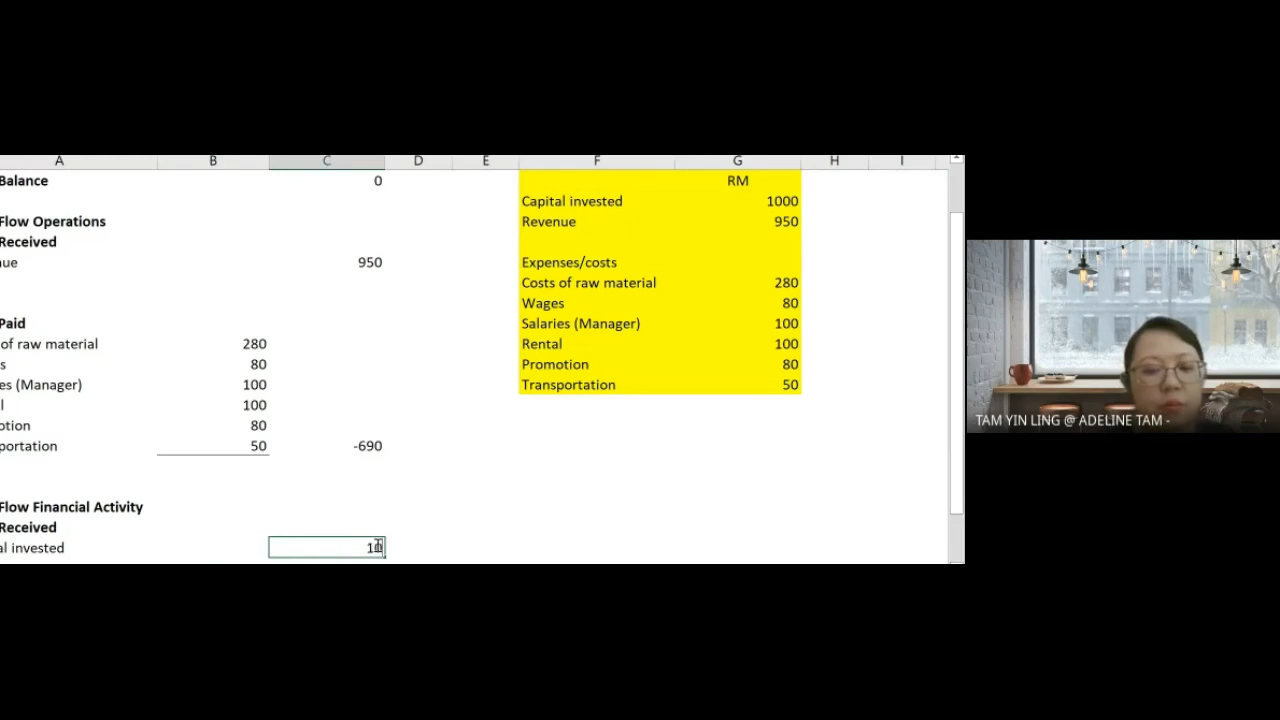 A B C D E F G H I
Balance 0 RM
Capital invested 1000
Flow Operations Revenue 950
Received
nue 950 Expenses/costs
Costs of raw material 280
Wages 80
Paid Salaries (Manager) 100
of raw material 280 Rental 100
s 80 Promotion 80
es (Manager) 100 Transportation 50
l 100
otion 80
portation 50 -690
Flow Financial Activity
Received
al invested
TAM YIN LING @ ADELINE TAM -